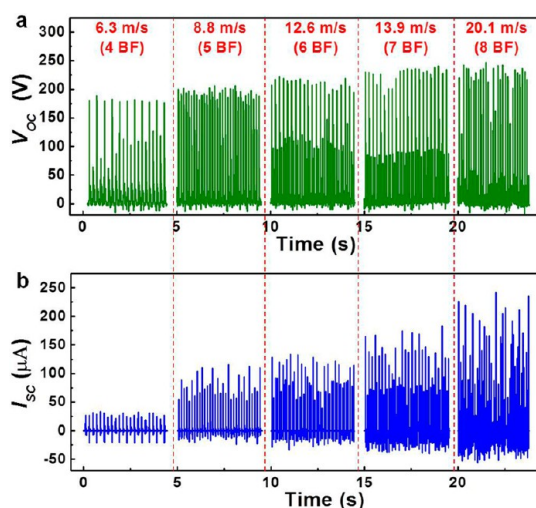 a
6.3 m/s 8.8 m/s 12.6 m/s 13.9 m/s 20.1 m/s
(4 BF) (5 BF) (6 BF) (7 BF) (8 BF)
300
250
200
150
100
50
0
Voc (V)
0 5 10 15 20
Time (s)
b
250
200
150
100
50
0
-50
Isc (µA)
0 5 10 15 20
Time (s)